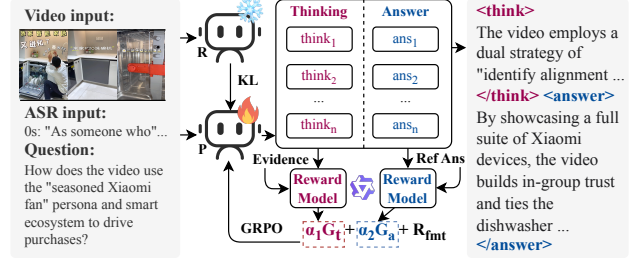 Video input:
ASR input:
0s: "As someone who"...
Question:
How does the video use
the "seasoned Xiaomi
fan" persona and smart
ecosystem to drive
purchases?
R
KL
P
GRPO
Thinking
Answer
think1
ans1
think2
ans2
...
...
thinkn
ansn
Evidence
Ref Ans
Reward
Model
Reward
Model
α1Gt + α2Ga + Rfmt
<think>
The video employs a
dual strategy of
"identify alignment ...
</think> <answer>
By showcasing a full
suite of Xiaomi
devices, the video
builds in-group trust
and ties the
dishwasher ...
</answer>